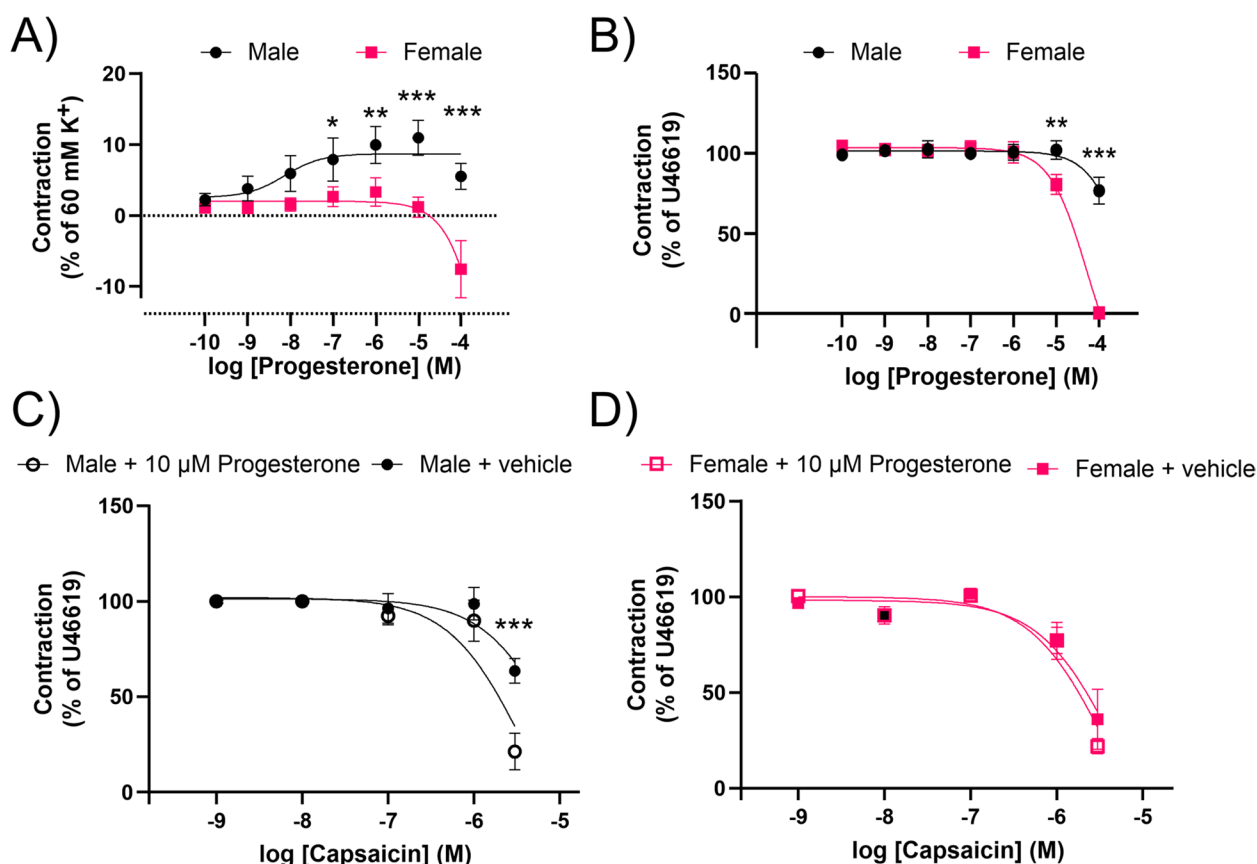 A)
Male Female
Contraction
(% of 60 mM K+)
20
10
0
-10
* ** *** ***
-10 -9 -8 -7 -6 -5 -4
log [Progesterone] (M)
B)
Male Female
Contraction
(% of U46619)
150
100
50
0
** ***
-10 -9 -8 -7 -6 -5 -4
log [Progesterone] (M)
C)
Male + 10 µM Progesterone Male + vehicle
Contraction
(% of U46619)
150
100
50
0
***
-9 -8 -7 -6 -5
log [Capsaicin] (M)
D)
Female + 10 µM Progesterone Female + vehicle
Contraction
(% of U46619)
150
100
50
0
-9 -8 -7 -6 -5
log [Capsaicin] (M)